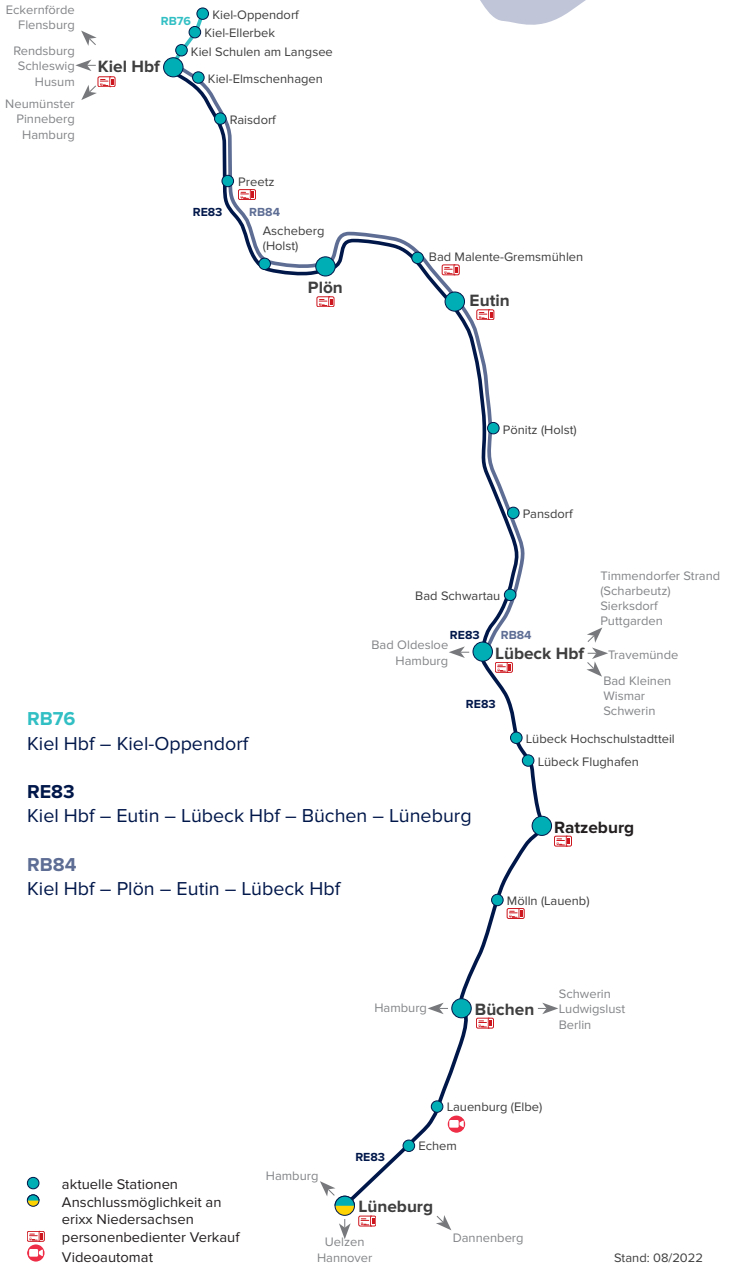 Eckernförde
Flensburg
RB76
Kiel-Oppendorf
Kiel-Ellerbek
Kiel Schulen am Langsee
Rendsburg
Schleswig
Husum
Kiel Hbf
Kiel-Elmschenhagen
Neumünster
Pinneberg
Hamburg
Raisdorf
Preetz
RE83
RB84
Ascheberg
(Holst)
Plön
Bad Malente-Gremsmühlen
Eutin
Pönitz (Holst)
Pansdorf
Bad Schwartau
Timmendorfer Strand
(Scharbeutz)
Sierksdorf
Puttgarden
RE83
RB84
Bad Oldesloe
Hamburg
Lübeck Hbf
Travemünde
Bad Kleinen
Wismar
Schwerin
RE83
RB76
Kiel Hbf – Kiel-Oppendorf
Lübeck Hochschulstadtteil
Lübeck Flughafen
RE83
Kiel Hbf – Eutin – Lübeck Hbf – Büchen – Lüneburg
Ratzeburg
RB84
Kiel Hbf – Plön – Eutin – Lübeck Hbf
Mölln (Lauenb)
Hamburg
Büchen
Schwerin
Ludwigslust
Berlin
Lauenburg (Elbe)
Echem
RE83
Hamburg
Lüneburg
Uelzen
Hannover
Dannenberg
aktuelle Stationen
Anschlussmöglichkeit an
erixx Niedersachsen
personenbedienter Verkauf
Videoautomat
Stand: 08/2022